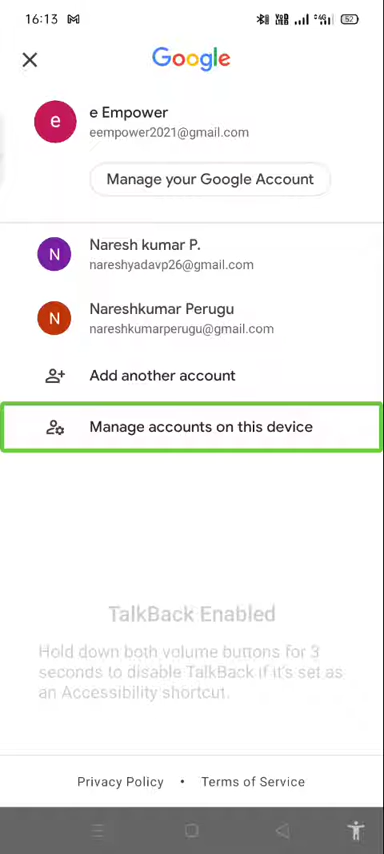 16:13
52
Google
e
e Empower
eempower2021@gmail.com
Manage your Google Account
N
Naresh kumar P.
nareshyadavp26@gmail.com
N
Nareshkumar Perugu
nareshkumarperugu@gmail.com
Add another account
Manage accounts on this device
TalkBack Enabled
Hold down both volume buttons for 3
seconds to disable TalkBack if it's set as
an Accessibility shortcut.
Privacy Policy • Terms of Service